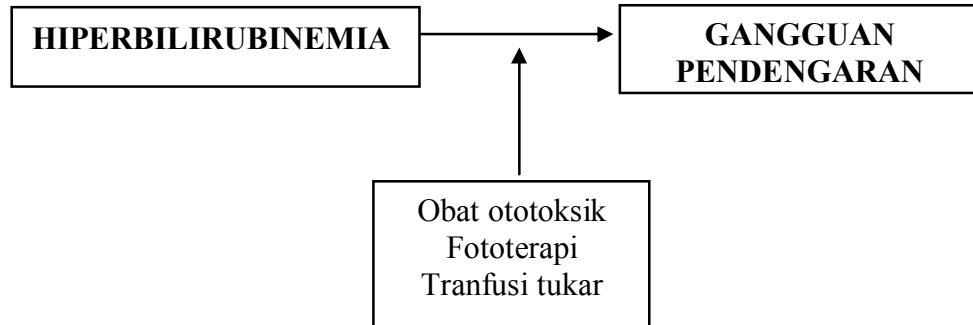 HIPERBILIRUBINEMIA
GANGGUAN
PENDENGARAN
Obat ototoksik
Fototerapi
Tranfusi tukar